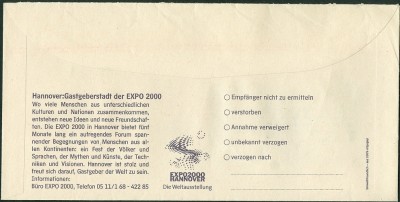 Hannover:Gastgeberstadt der EXPO 2000
Wo viele Menschen aus unterschiedlichen
Kulturen und Nationen zusammenkommen,
entstehen neue Ideen und neue Freundschaf-
ten. Die EXPO 2000 in Hannover bietet fünf
Monate lang ein aufregendes Forum span-
nender Begegnungen von Menschen aus al-
len Kontinenten: ein Fest der Völker und
Sprachen, der Mythen und Künste, der Tech-
niken und Visionen. Hannover ist stolz und
freut sich darauf, Gastgeber der Welt zu sein.
Informationen:
Büro EXPO 2000, Telefon 05 11/1 68 - 422 85
EXPO2000
HANNOVER
Die Weltausstellung
Empfänger nicht zu ermitteln
verstorben
Annahme verweigert
unbekannt verzogen
verzogen nach